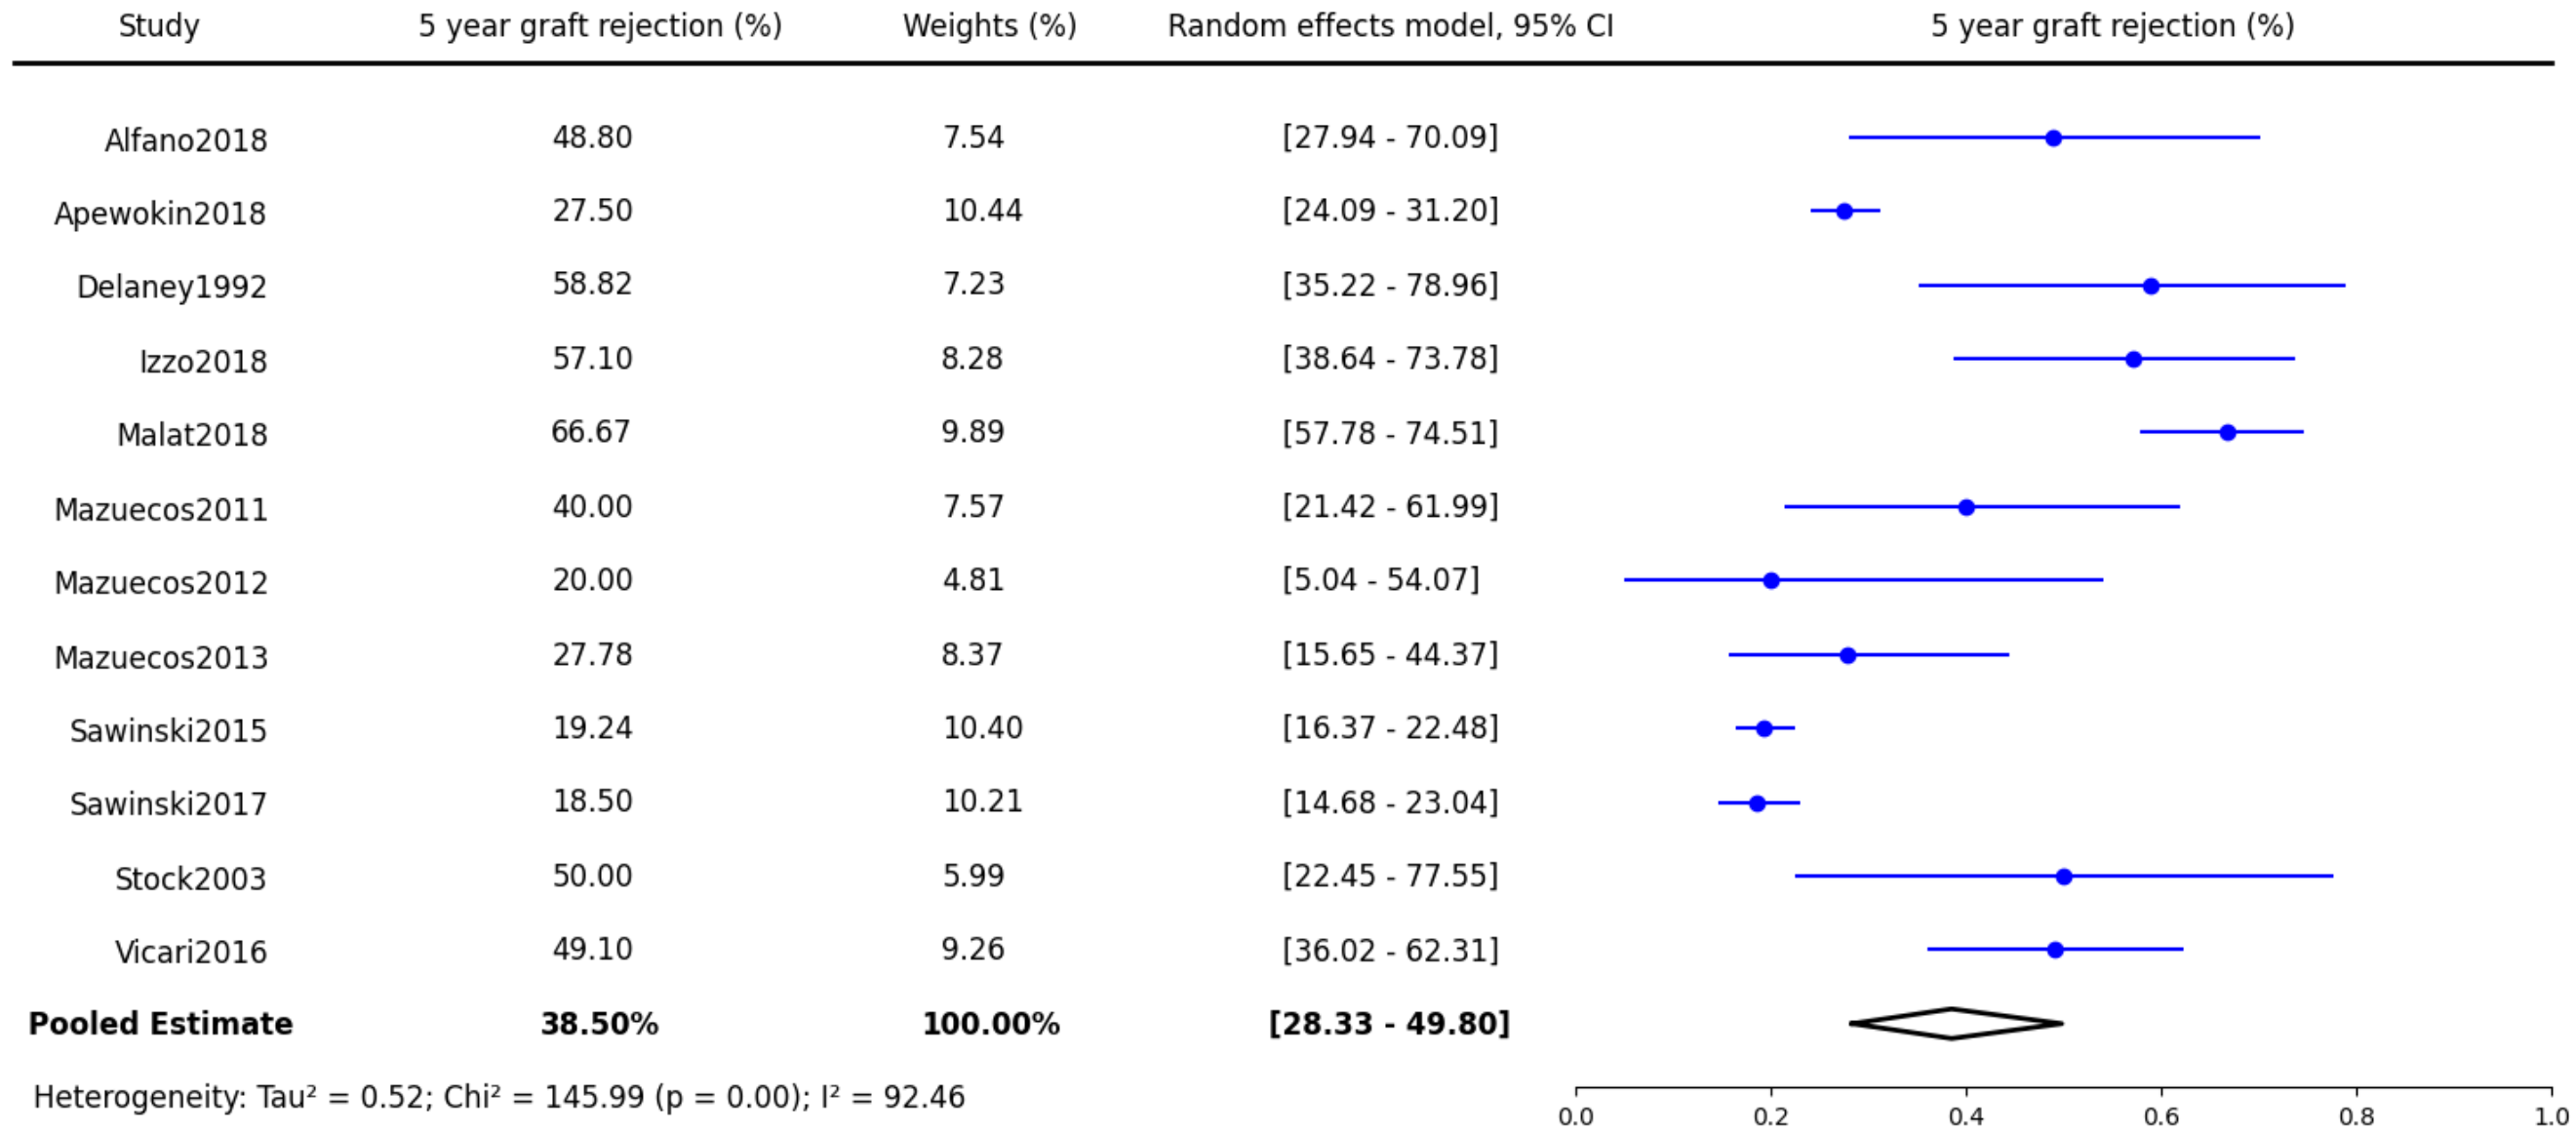 Study 5 year graft rejection (%) Weights (%) Random effects model, 95% CI 5 year graft rejection (%)
Alfano2018 48.80 7.54 [27.94 - 70.09]
Apewokin2018 27.50 10.44 [24.09 - 31.20]
Delaney1992 58.82 7.23 [35.22 - 78.96]
Izzo2018 57.10 8.28 [38.64 - 73.78]
Malat2018 66.67 9.89 [57.78 - 74.51]
Mazuecos2011 40.00 7.57 [21.42 - 61.99]
Mazuecos2012 20.00 4.81 [5.04 - 54.07]
Mazuecos2013 27.78 8.37 [15.65 - 44.37]
Sawinski2015 19.24 10.40 [16.37 - 22.48]
Sawinski2017 18.50 10.21 [14.68 - 23.04]
Stock2003 50.00 5.99 [22.45 - 77.55]
Vicari2016 49.10 9.26 [36.02 - 62.31]
Pooled Estimate 38.50% 100.00% [28.33 - 49.80]
Heterogeneity: Tau² = 0.52; Chi² = 145.99 (p = 0.00); I² = 92.46
0.0 0.2 0.4 0.6 0.8 1.0